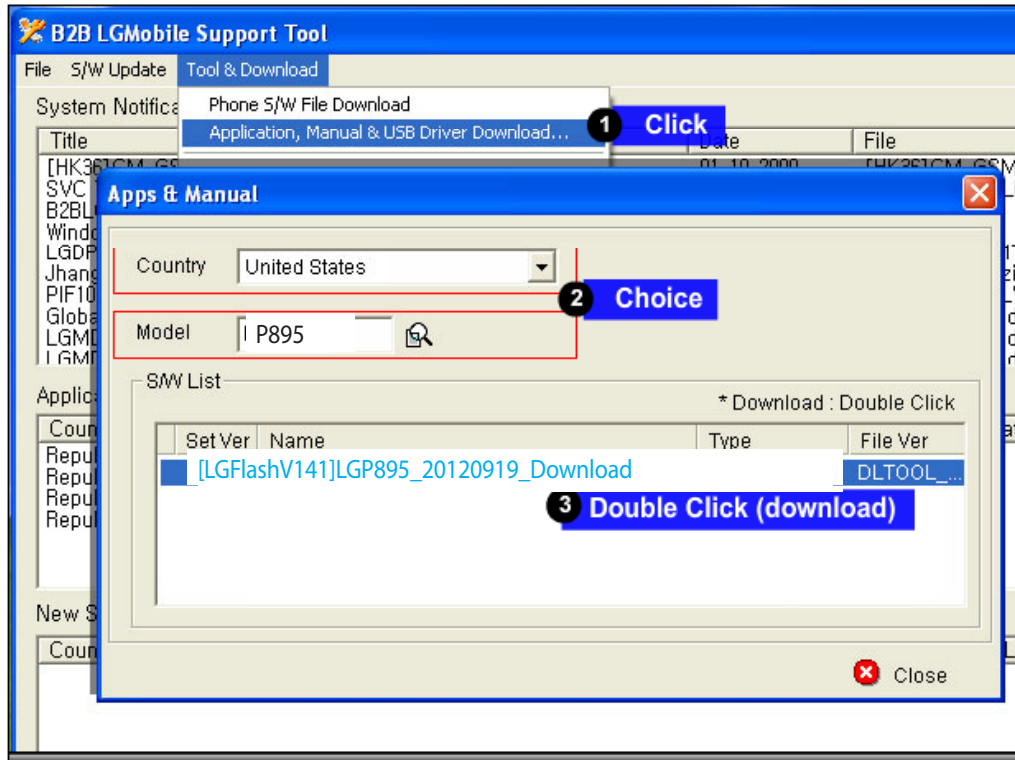 B2B LGMobile Support Tool
File S/W Update Tool & Download
System Notifica
Phone S/W File Download
Application, Manual & USB Driver Download...
1 Click
Title Date File
SVC
B2BL
Windo
LGDP
Jhang
PIF10
Globa
LGMD
Apps & Manual
Country United States
2 Choice
Model P895
S/W List
* Download : Double Click
Set Ver Name Type File Ver
[LGFlashV141]LGP895_20120919_Download DLTOOL_...
3 Double Click (download)
Applic
Coun
Repul
Repul
Repul
Repul
New S
Coun
Close